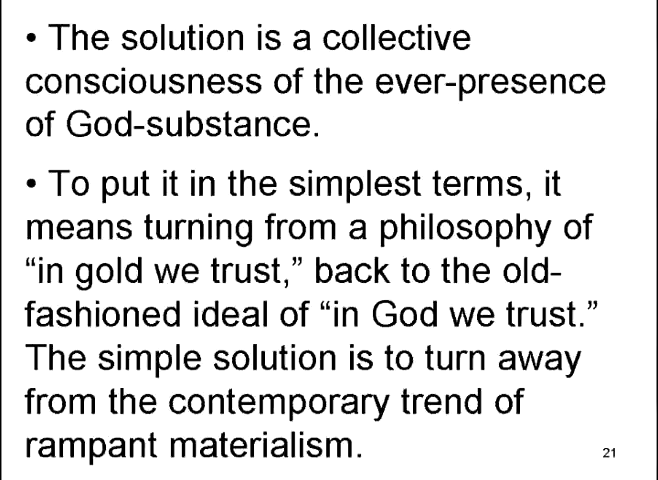 • The solution is a collective
consciousness of the ever-presence
of God-substance.
• To put it in the simplest terms, it
means turning from a philosophy of
“in gold we trust,” back to the old-
fashioned ideal of “in God we trust.”
The simple solution is to turn away
from the contemporary trend of
rampant materialism.
21